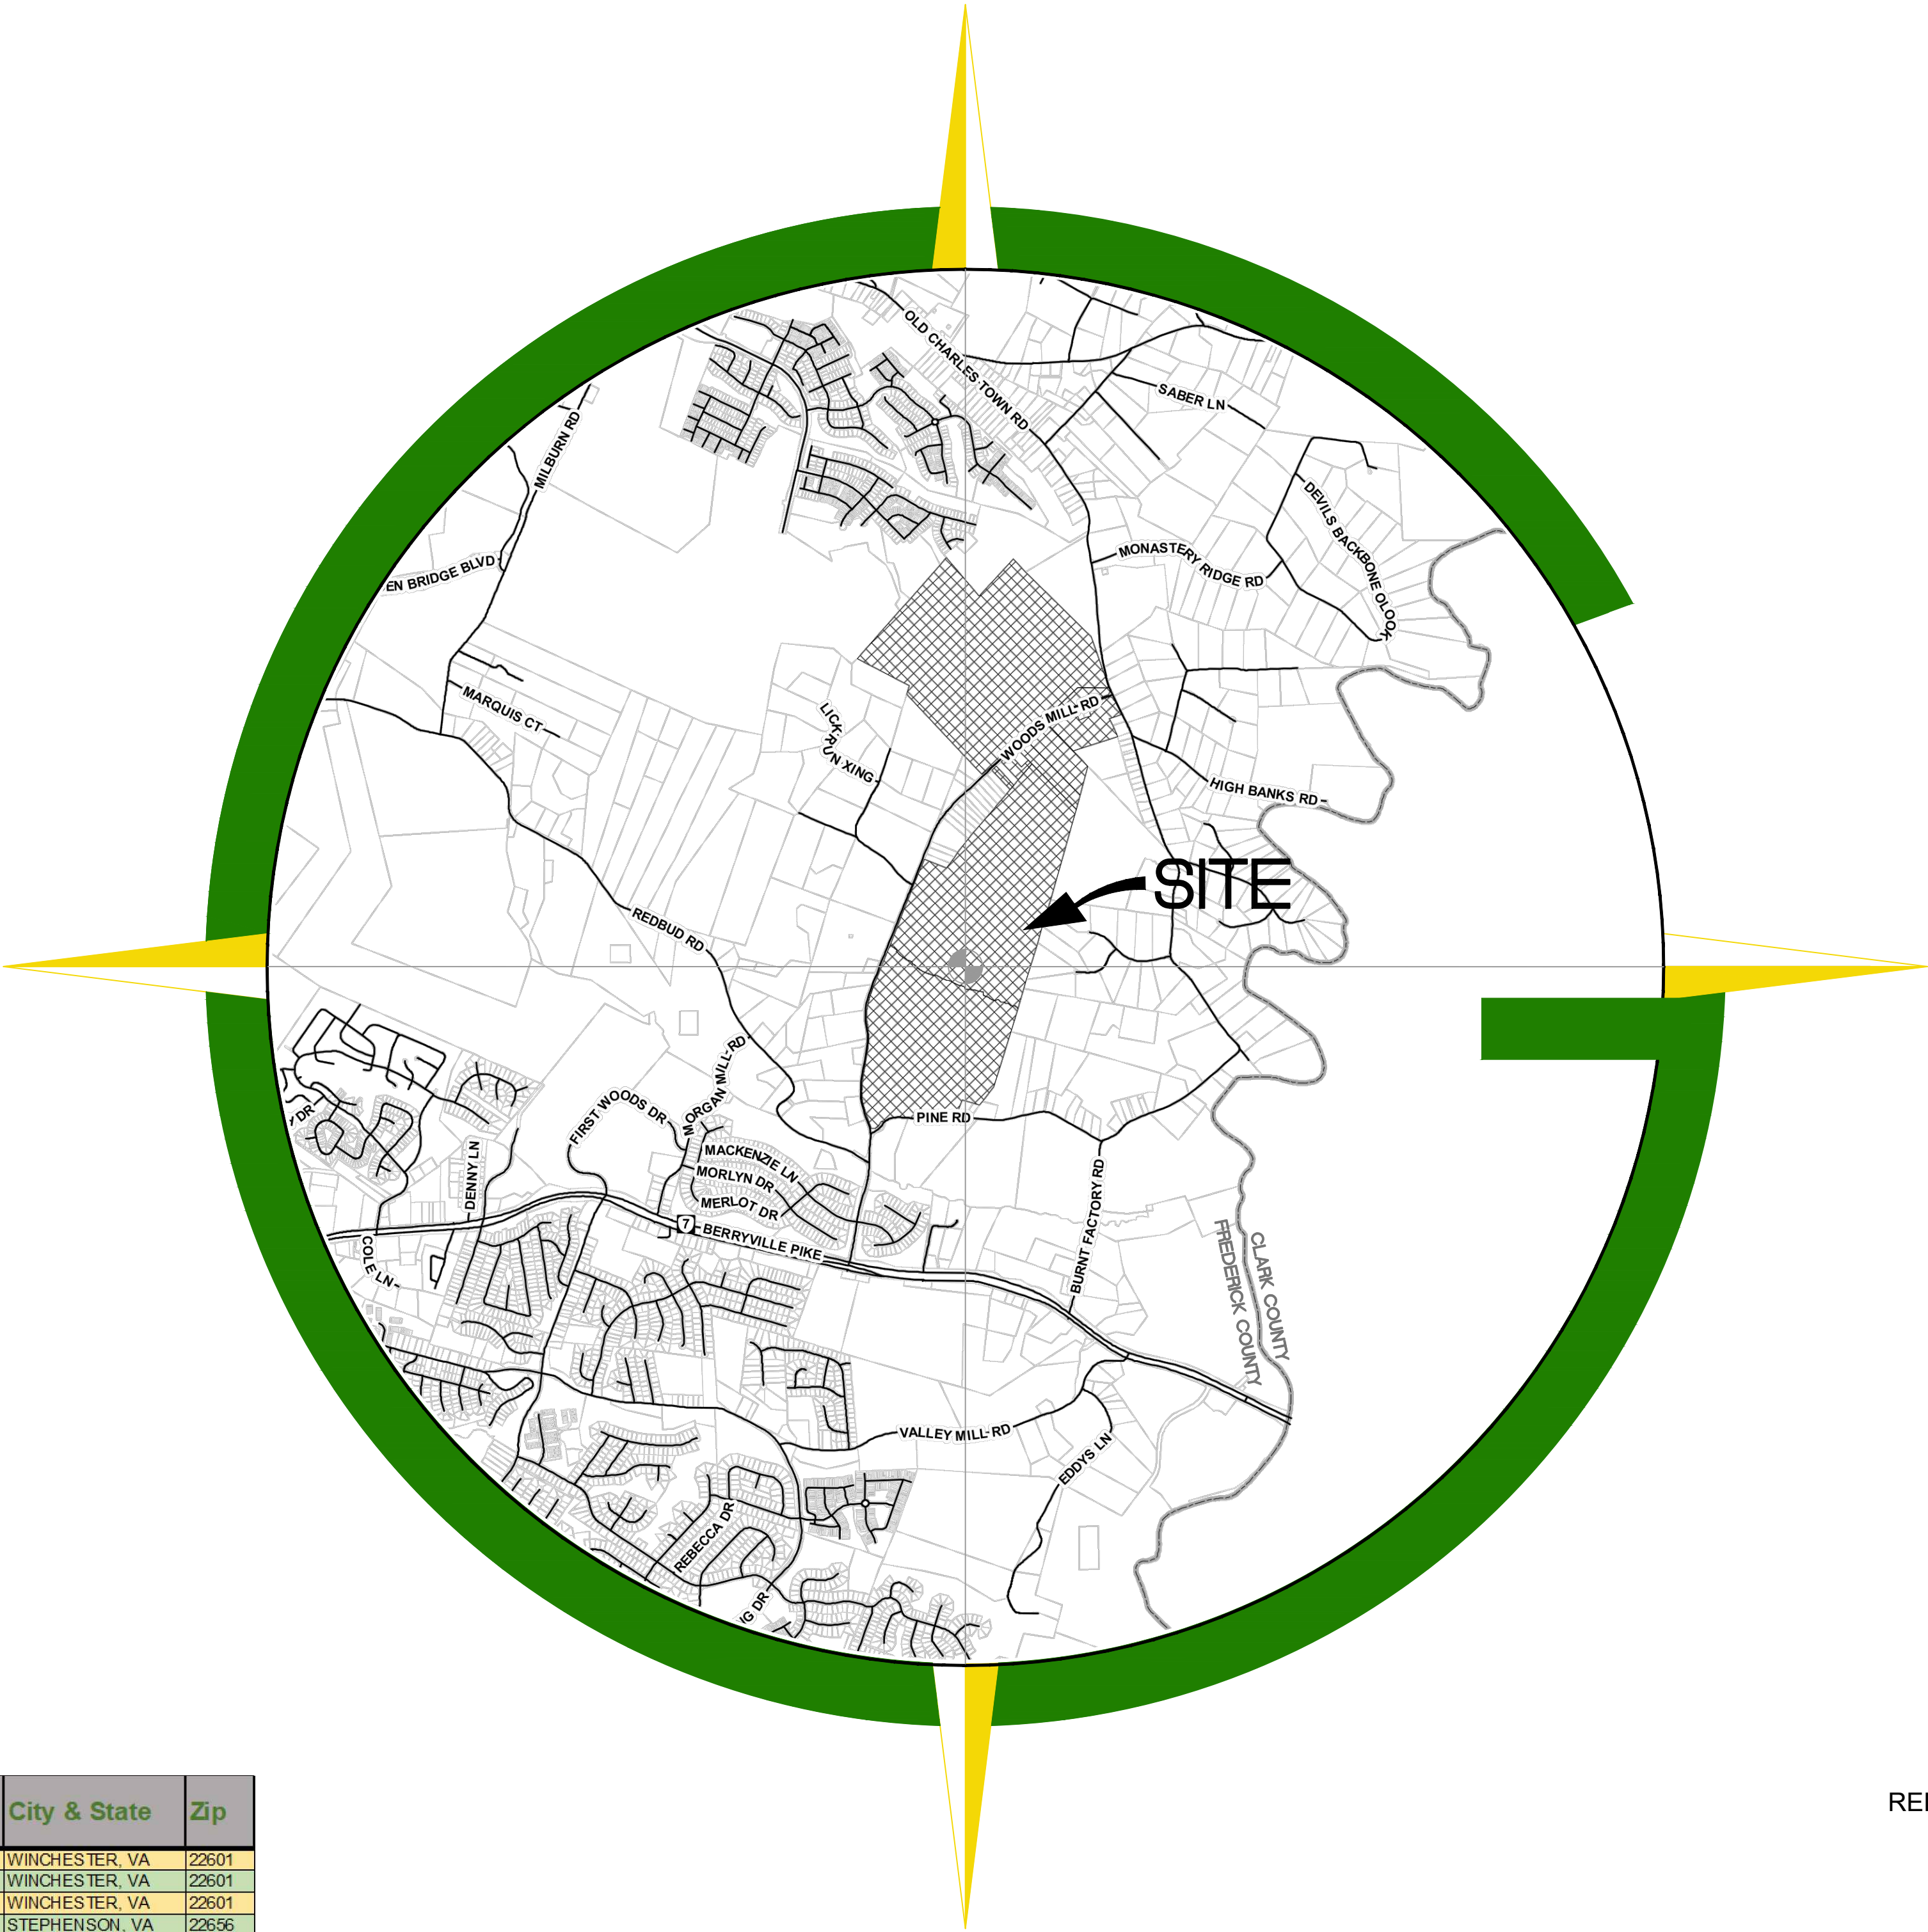 OLD CHARLES TOWN RD
SABER LN
MILBURN RD
DEVILS BACKBONE OLOOK
EN BRIDGE BLVD
MONASTERY RIDGE RD
MARQUIS CT
LICK RUN XING
WOODS MILL RD
HIGH BANKS RD
SITE
REDBUD RD
MORGAN MILL RD
FIRST WOODS DR
Y DR
PINE RD
MACKENZIE LN
DENNY LN
MORLYN DR
MERLOT DR
BURNT FACTORY RD
7
BERRYVILLE PIKE
COLE LN
CLARK COUNTY
FREDERICK COUNTY
VALLEY MILL RD
EDDYS LN
REBECCA DR
IG DR
City & State Zip
WINCHESTER, VA 22601
WINCHESTER, VA 22601
WINCHESTER, VA 22601
STEPHENSON, VA 22656